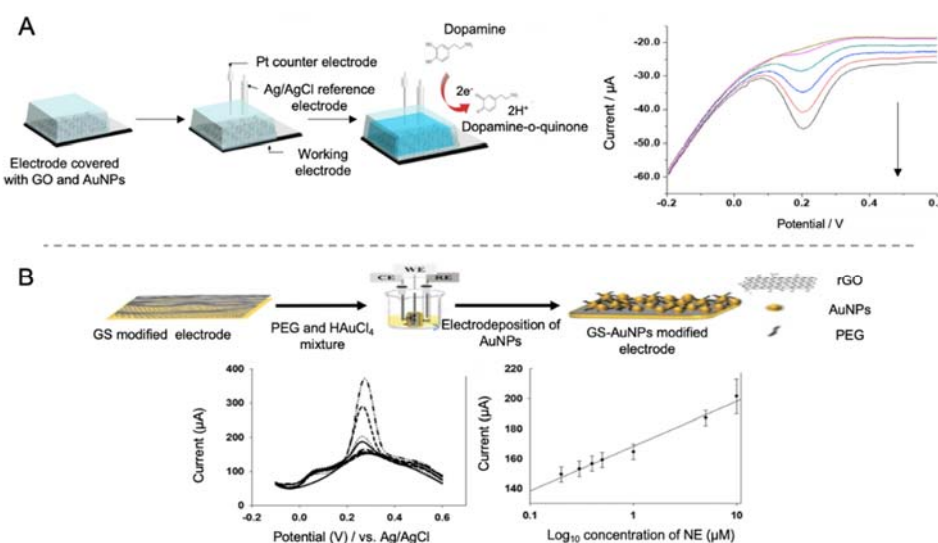 A
Dopamine
Pt counter electrode
Ag/AgCl reference
electrode
2e⁻
2H⁺
Dopamine-o-quinone
Working
electrode
Electrode covered
with GO and AuNPs
Current / µA
-20.0
-30.0
-40.0
-50.0
-60.0
-0.2
0.0
0.2
0.4
Potential / V
B
CE
WE
RE
GS modified electrode
PEG and HAuCl4
mixture
Electrodeposition of
AuNPs
GS-AuNPs modified
electrode
rGO
AuNPs
PEG
Current (µA)
400
300
200
100
0
-0.2
0
0.2
0.4
0.6
Potential (V) / vs. Ag/AgCl
Current (µA)
220
200
180
160
140
0.1
1
10
Log10 concentration of NE (µM)